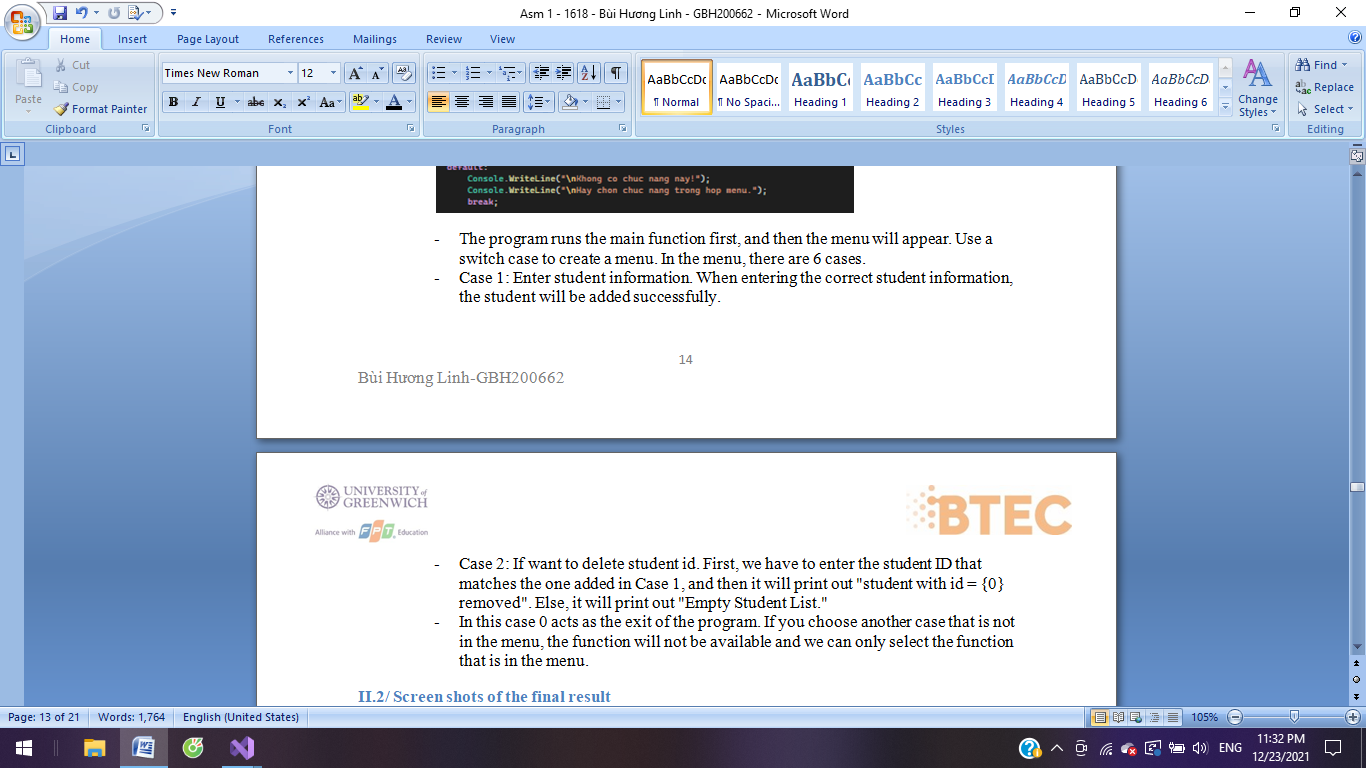 Asm 1 - 1618 - Bùi Hương Linh - GBH200662 - Microsoft Word
Home Insert Page Layout References Mailings Review View
Paste
Cut
Copy
Format Painter
Clipboard
Times New Roman 12
B I U abc x₂ x² Aa
Font
Paragraph
AaBbCcDc AaBbCcDc AaBbC AaBbCc AaBbCcI AaBbCcD AaBbCcD AaBbCcD
¶ Normal ¶ No Spaci... Heading 1 Heading 2 Heading 3 Heading 4 Heading 5 Heading 6
Change Styles
Styles
Find
Replace
Select
Editing
default:
Console.WriteLine("\nKhong co chuc nang nay!");
Console.WriteLine("\nHay chon chuc nang trong hop menu.");
break;
- The program runs the main function first, and then the menu will appear. Use a
switch case to create a menu. In the menu, there are 6 cases.
- Case 1: Enter student information. When entering the correct student information,
the student will be added successfully.
14
Bùi Hương Linh-GBH200662
UNIVERSITY of
GREENWICH
Alliance with FPT Education
BTEC
- Case 2: If want to delete student id. First, we have to enter the student ID that
matches the one added in Case 1, and then it will print out "student with id = {0}
removed". Else, it will print out "Empty Student List."
- In this case 0 acts as the exit of the program. If you choose another case that is not
in the menu, the function will not be available and we can only select the function
that is in the menu.
II.2/ Screen shots of the final result
Page: 13 of 21 Words: 1,764 English (United States) 105%
ENG
11:32 PM
12/23/2021